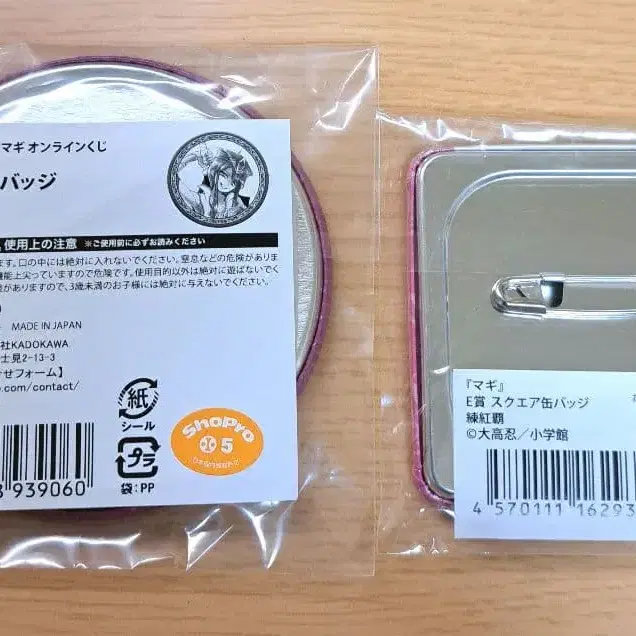 マギ オンラインくじ
バッジ
使用上の注意 ※ご使用前に必ずお読みください
す。口の中には絶対に入れないでください。窒息などの危険がありま
機能上尖っていますので危険です。使用目的以外は絶対に遊ばないで
険がありますので、3歳未満のお子様には絶対に与えないでください。
MADE IN JAPAN
社KADOKAWA
士見2-13-3
せフォーム】
o.com/contact/
紙
シール
プラ
袋:PP
ShoPro
5
939060
『マギ』
E賞 スクエア缶バッジ
練紅覇
©大高忍/小学館
4 570111 16293